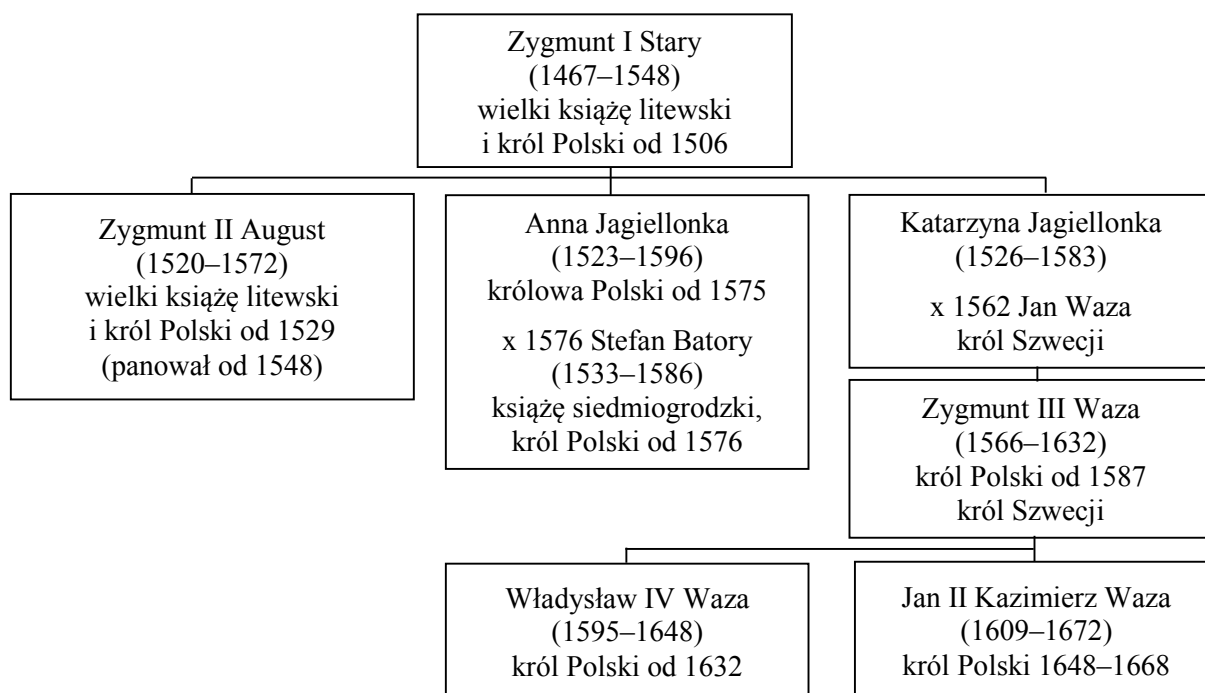 Zygmunt I Stary
(1467–1548)
wielki książę litewski
i król Polski od 1506
Zygmunt II August
(1520–1572)
wielki książę litewski
i król Polski od 1529
(panował od 1548)
Anna Jagiellonka
(1523–1596)
królowa Polski od 1575
x 1576 Stefan Batory
(1533–1586)
książę siedmiogrodzki,
król Polski od 1576
Katarzyna Jagiellonka
(1526–1583)
x 1562 Jan Waza
król Szwecji
Zygmunt III Waza
(1566–1632)
król Polski od 1587
król Szwecji
Władysław IV Waza
(1595–1648)
król Polski od 1632
Jan II Kazimierz Waza
(1609–1672)
król Polski 1648–1668